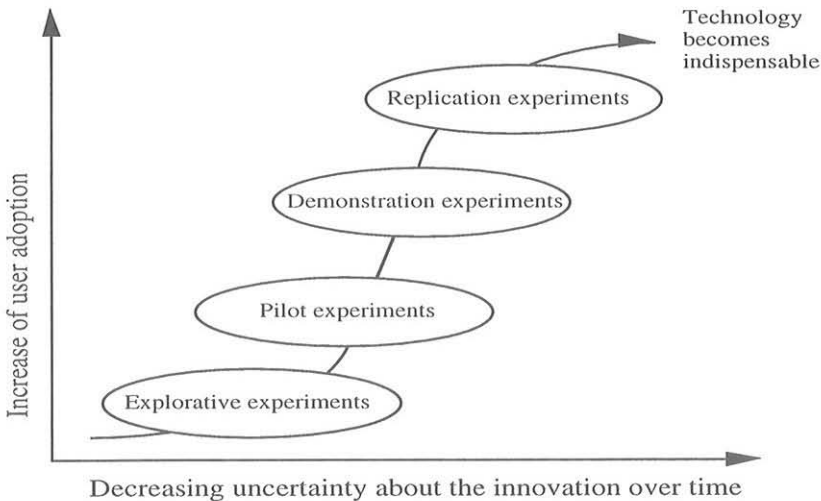 Technology
becomes
indispensable
Replication experiments
Demonstration experiments
Pilot experiments
Explorative experiments
Increase of user adoption
Decreasing uncertainty about the innovation over time